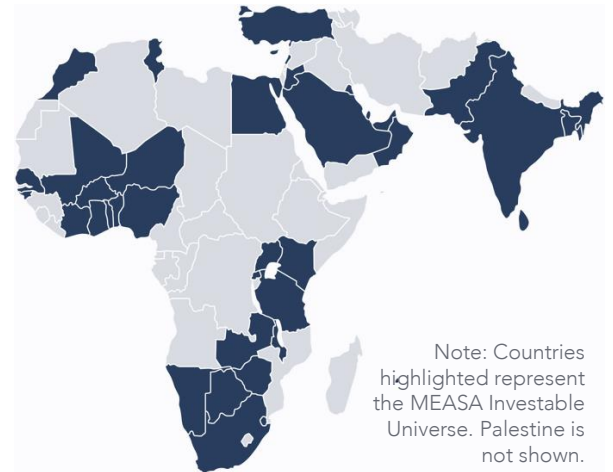 Note: Countries
highlighted represent
the MEASA Investable
Universe. Palestine is
not shown.